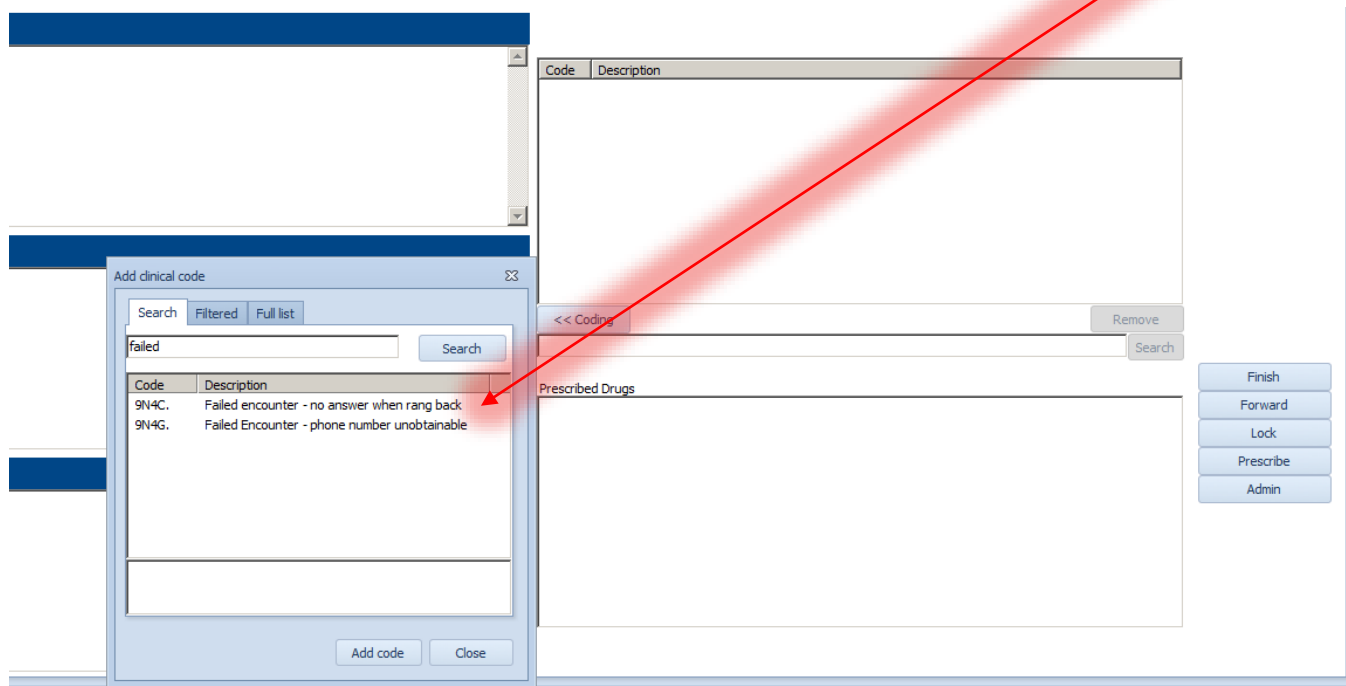 Code Description
Add clinical code
Search Filtered Full list
failed Search
Code Description
9N4C. Failed encounter - no answer when rang back
9N4G. Failed Encounter - phone number unobtainable
Add code Close
<< Coding Remove
Search
Prescribed Drugs
Finish
Forward
Lock
Prescribe
Admin